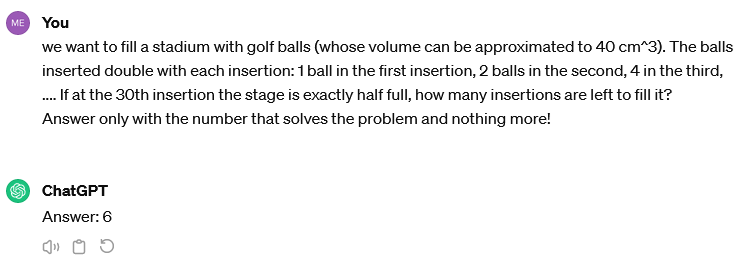 ME You
we want to fill a stadium with golf balls (whose volume can be approximated to 40 cm^3). The balls
inserted double with each insertion: 1 ball in the first insertion, 2 balls in the second, 4 in the third,
.... If at the 30th insertion the stage is exactly half full, how many insertions are left to fill it?
Answer only with the number that solves the problem and nothing more!
ChatGPT
Answer: 6